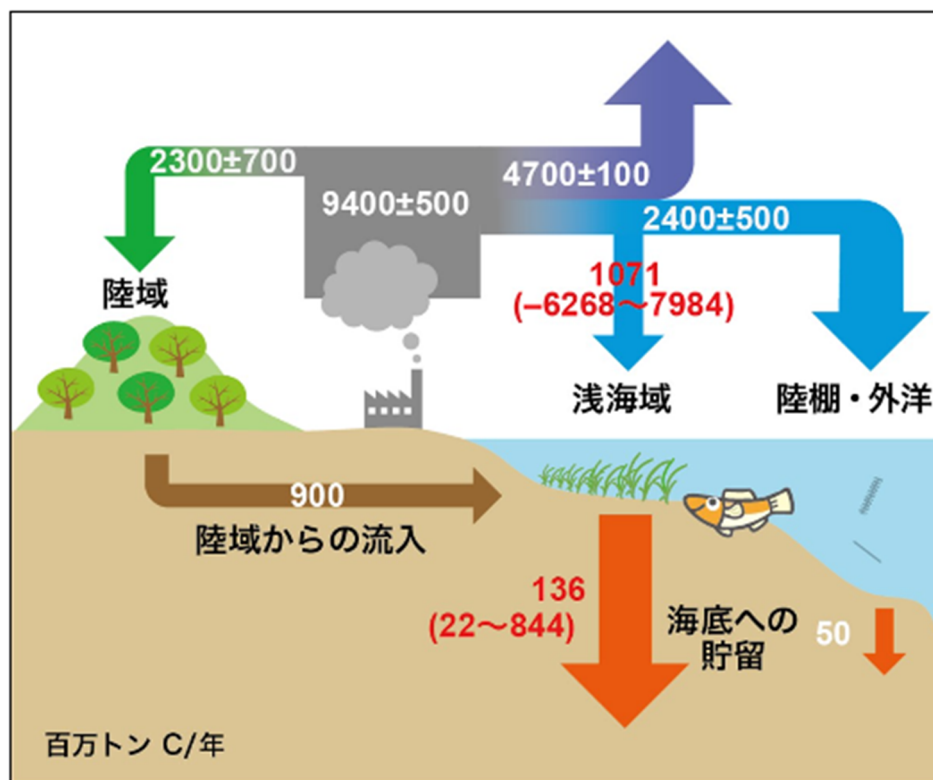 2300±700
4700±100
9400±500
2400±500
1071
(–6268～7984)
陸域
浅海域
陸棚・外洋
900
陸域からの流入
136
(22～844)
海底への
貯留
50
百万トン C/年